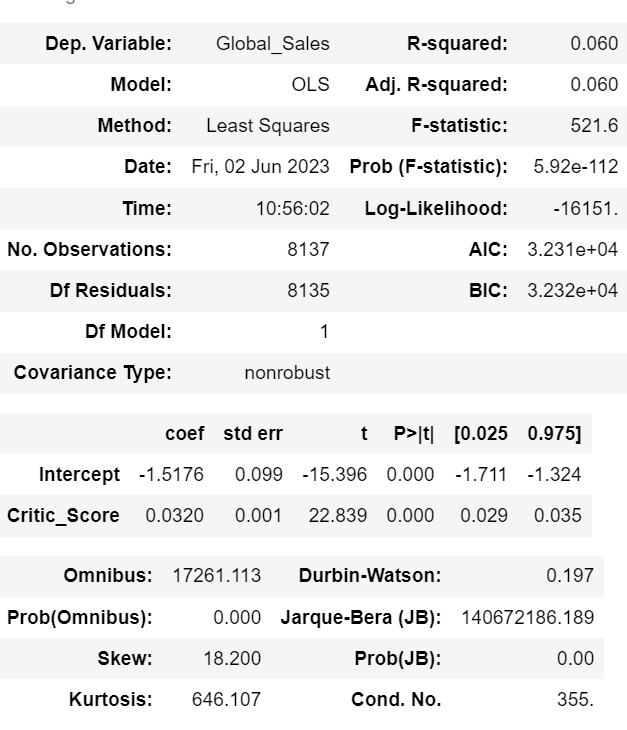 Dep. Variable: Global_Sales R-squared: 0.060
Model: OLS Adj. R-squared: 0.060
Method: Least Squares F-statistic: 521.6
Date: Fri, 02 Jun 2023 Prob (F-statistic): 5.92e-112
Time: 10:56:02 Log-Likelihood: -16151.
No. Observations: 8137 AIC: 3.231e+04
Df Residuals: 8135 BIC: 3.232e+04
Df Model: 1
Covariance Type: nonrobust
coef std err t P>|t| [0.025 0.975]
Intercept -1.5176 0.099 -15.396 0.000 -1.711 -1.324
Critic_Score 0.0320 0.001 22.839 0.000 0.029 0.035
Omnibus: 17261.113 Durbin-Watson: 0.197
Prob(Omnibus): 0.000 Jarque-Bera (JB): 140672186.189
Skew: 18.200 Prob(JB): 0.00
Kurtosis: 646.107 Cond. No. 355.